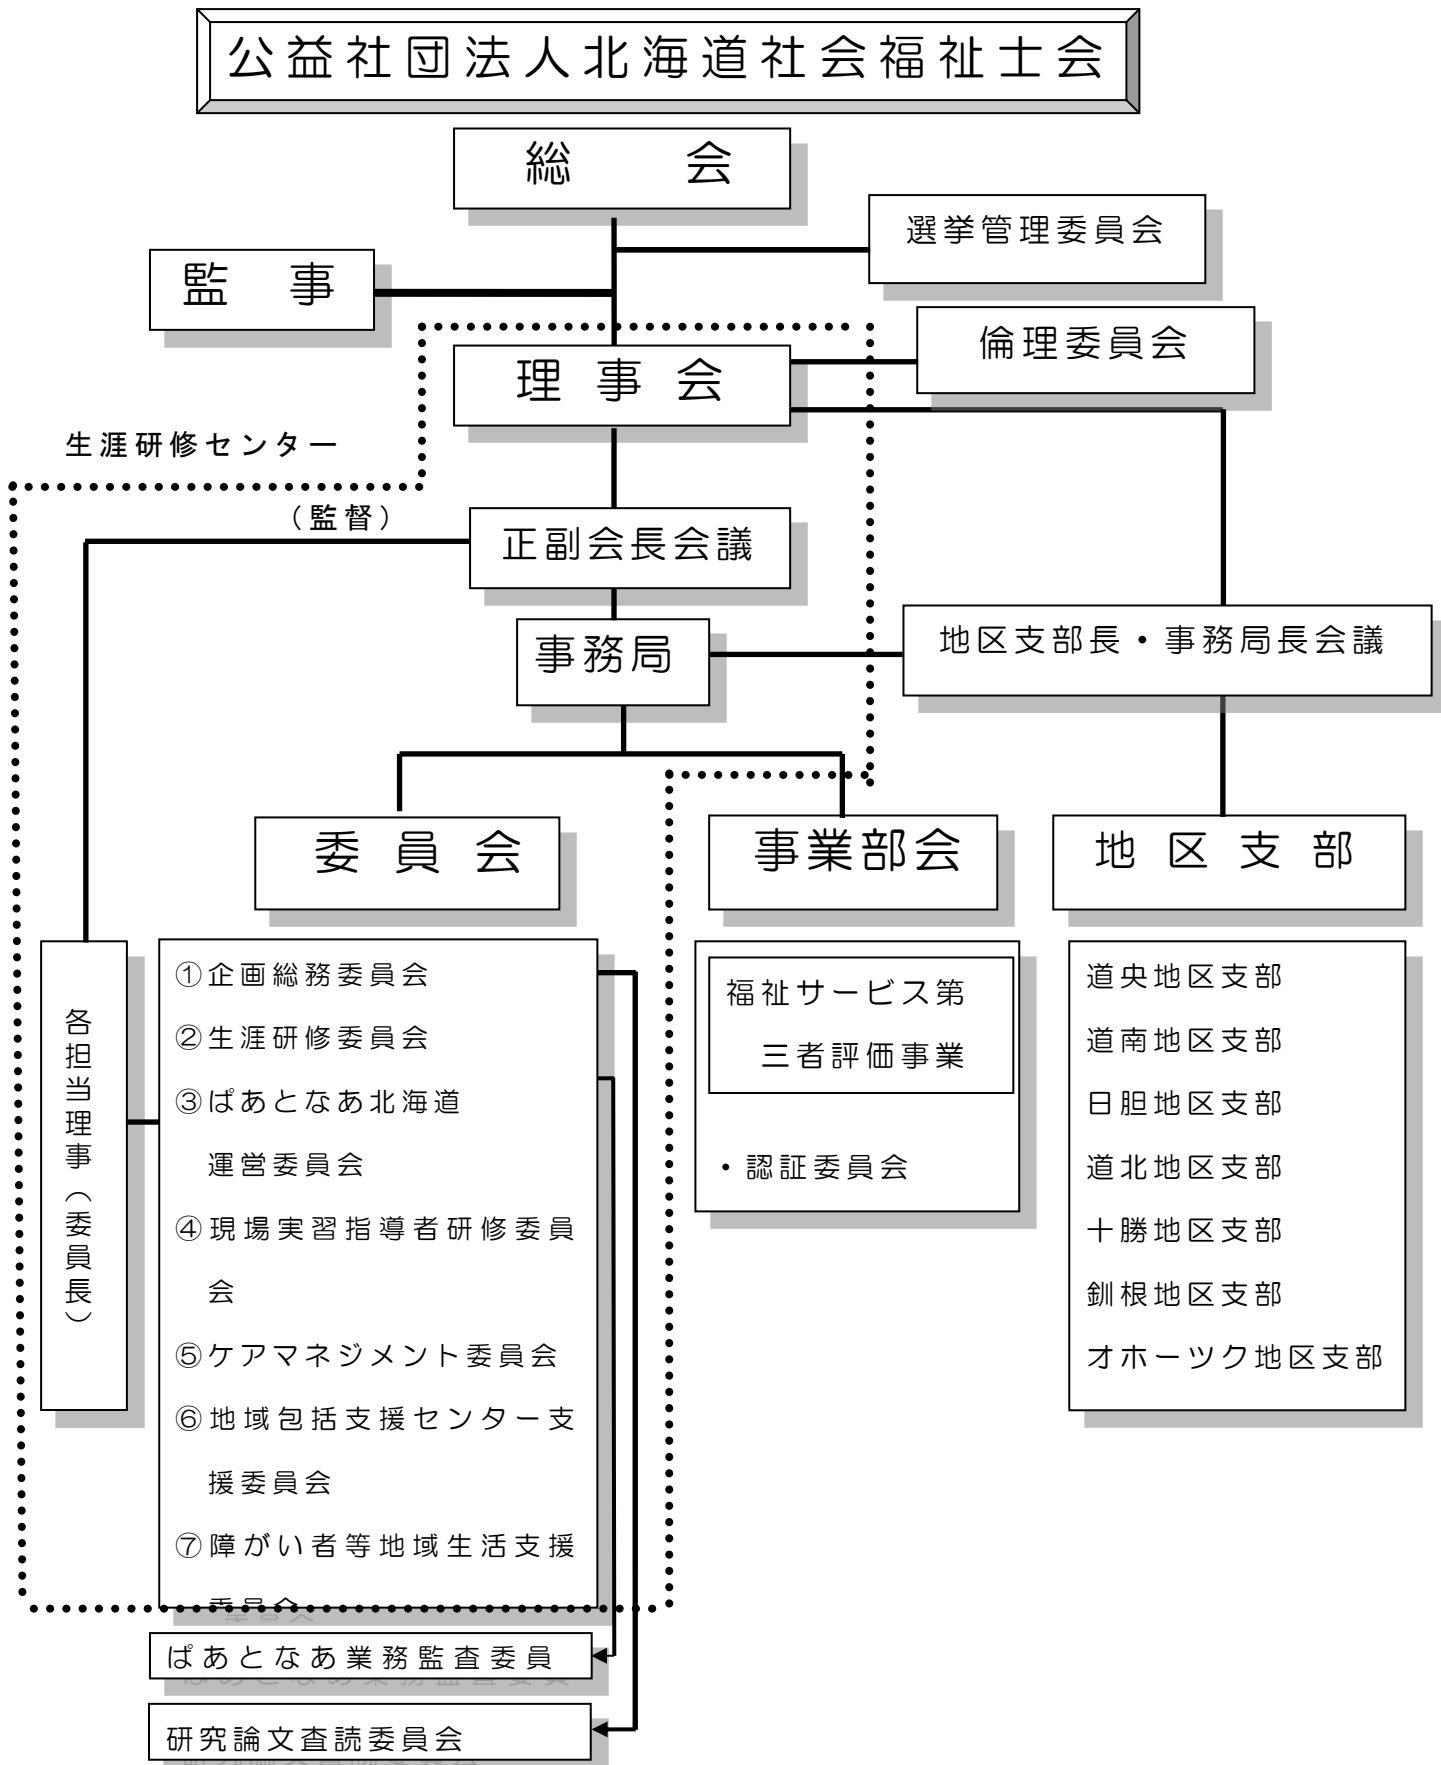 公益社団法人北海道社会福祉士会
総　会
選挙管理委員会
監　事
倫理委員会
理事会
生涯研修センター
（監督）
正副会長会議
事務局
地区支部長・事務局長会議
委員会
事業部会
地区支部
各担当理事（委員長）
①企画総務委員会
②生涯研修委員会
③ぱあとなあ北海道
運営委員会
④現場実習指導者研修委員
会
⑤ケアマネジメント委員会
⑥地域包括支援センター支
援委員会
⑦障がい者等地域生活支援
委員会
福祉サービス第
三者評価事業
・認証委員会
道央地区支部
道南地区支部
日胆地区支部
道北地区支部
十勝地区支部
釧根地区支部
オホーツク地区支部
ぱあとなあ業務監査委員
研究論文査読委員会